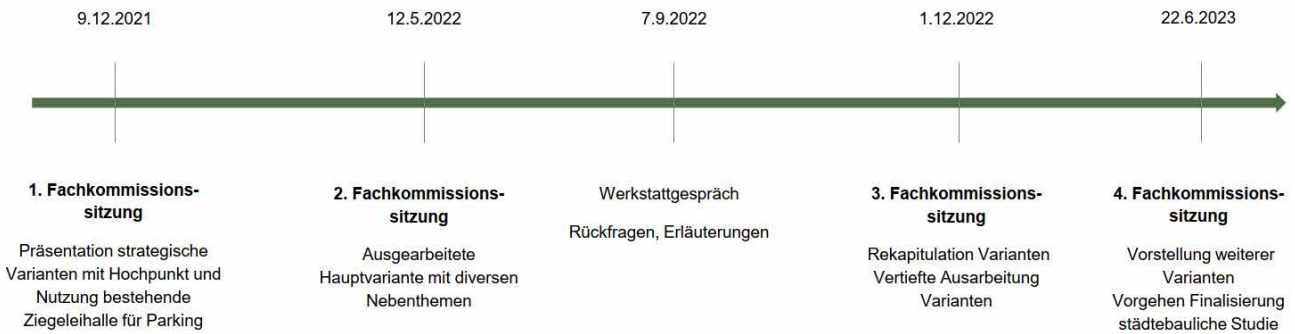 9.12.2021
12.5.2022
7.9.2022
1.12.2022
22.6.2023
1. Fachkommissions-
sitzung
Präsentation strategische
Varianten mit Hochpunkt und
Nutzung bestehende
Ziegeleihalle für Parking
2. Fachkommissions-
sitzung
Ausgearbeitete
Hauptvariante mit diversen
Nebenthemen
Werkstattgespräch
Rückfragen, Erläuterungen
3. Fachkommissions-
sitzung
Rekapitulation Varianten
Vertiefte Ausarbeitung
Varianten
4. Fachkommissions-
sitzung
Vorstellung weiterer
Varianten
Vorgehen Finalisierung
städtebauliche Studie